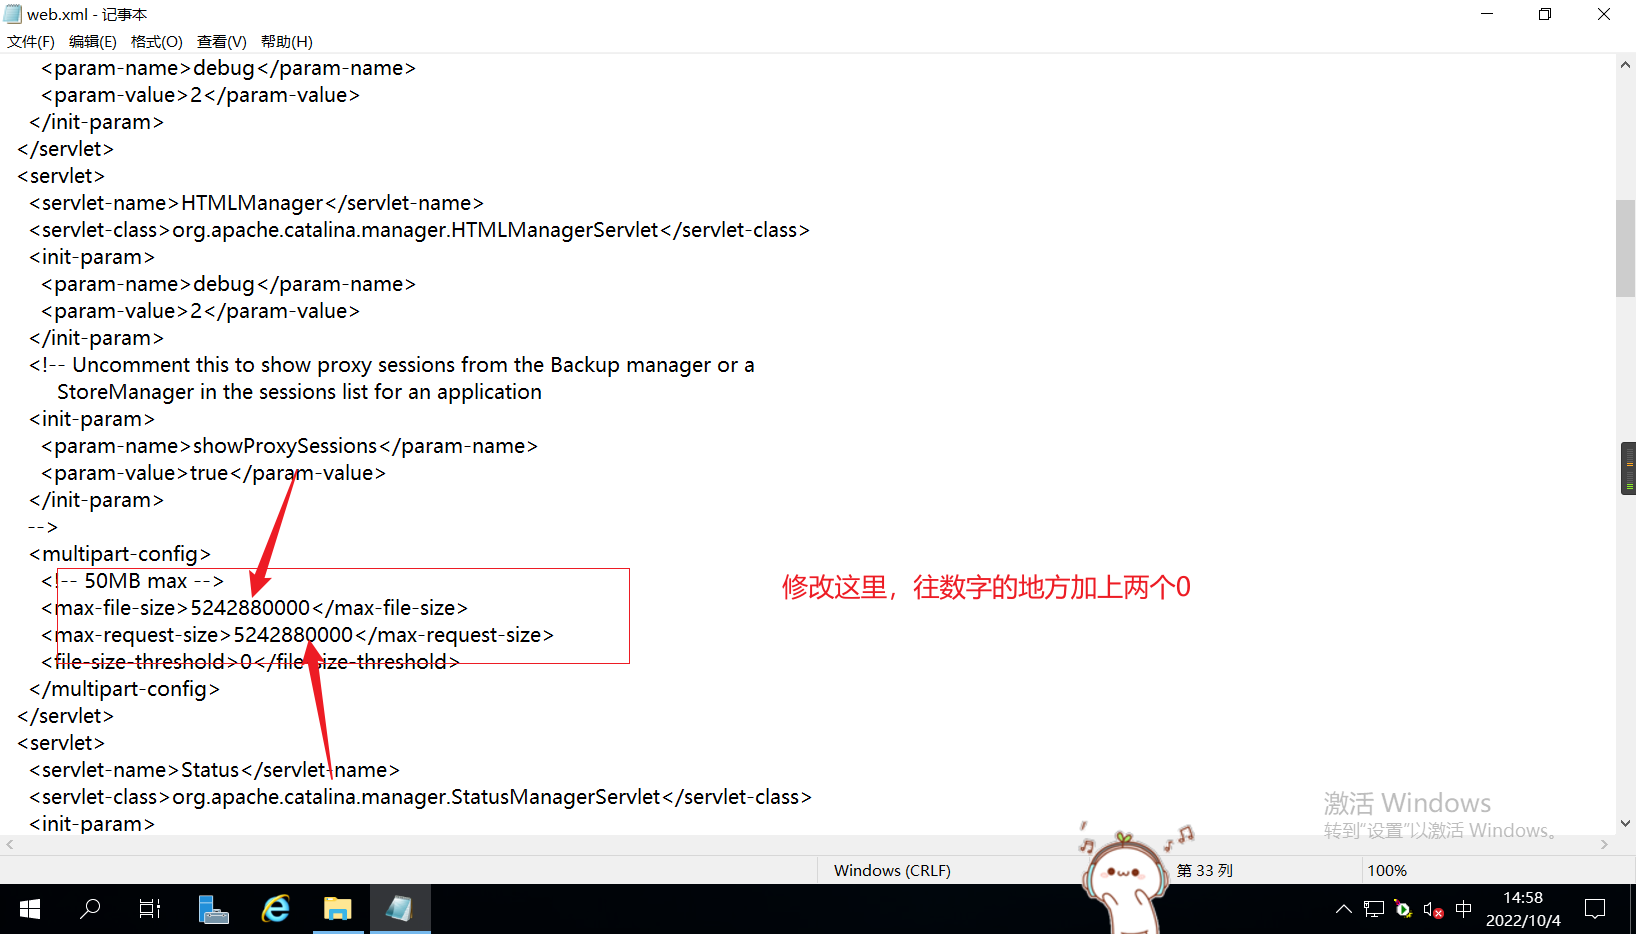 web.xml - 记事本
文件(F) 编辑(E) 格式(O) 查看(V) 帮助(H)
<param-name>debug</param-name>
<param-value>2</param-value>
</init-param>
</servlet>
<servlet>
<servlet-name>HTMLManager</servlet-name>
<servlet-class>org.apache.catalina.manager.HTMLManagerServlet</servlet-class>
<init-param>
<param-name>debug</param-name>
<param-value>2</param-value>
</init-param>
<!-- Uncomment this to show proxy sessions from the Backup manager or a
StoreManager in the sessions list for an application
<init-param>
<param-name>showProxySessions</param-name>
<param-value>true</param-value>
</init-param>
-->
<multipart-config>
<!-- 50MB max -->
<max-file-size>5242880000</max-file-size>
<max-request-size>5242880000</max-request-size>
<file-size-threshold>0</file-size-threshold>
</multipart-config>
</servlet>
<servlet>
<servlet-name>Status</servlet-name>
<servlet-class>org.apache.catalina.manager.StatusManagerServlet</servlet-class>
<init-param>
修改这里，往数字的地方加上两个0
激活 Windows
转到"设置"以激活 Windows。
Windows (CRLF)
第 33 列
100%
中
14:58
2022/10/4